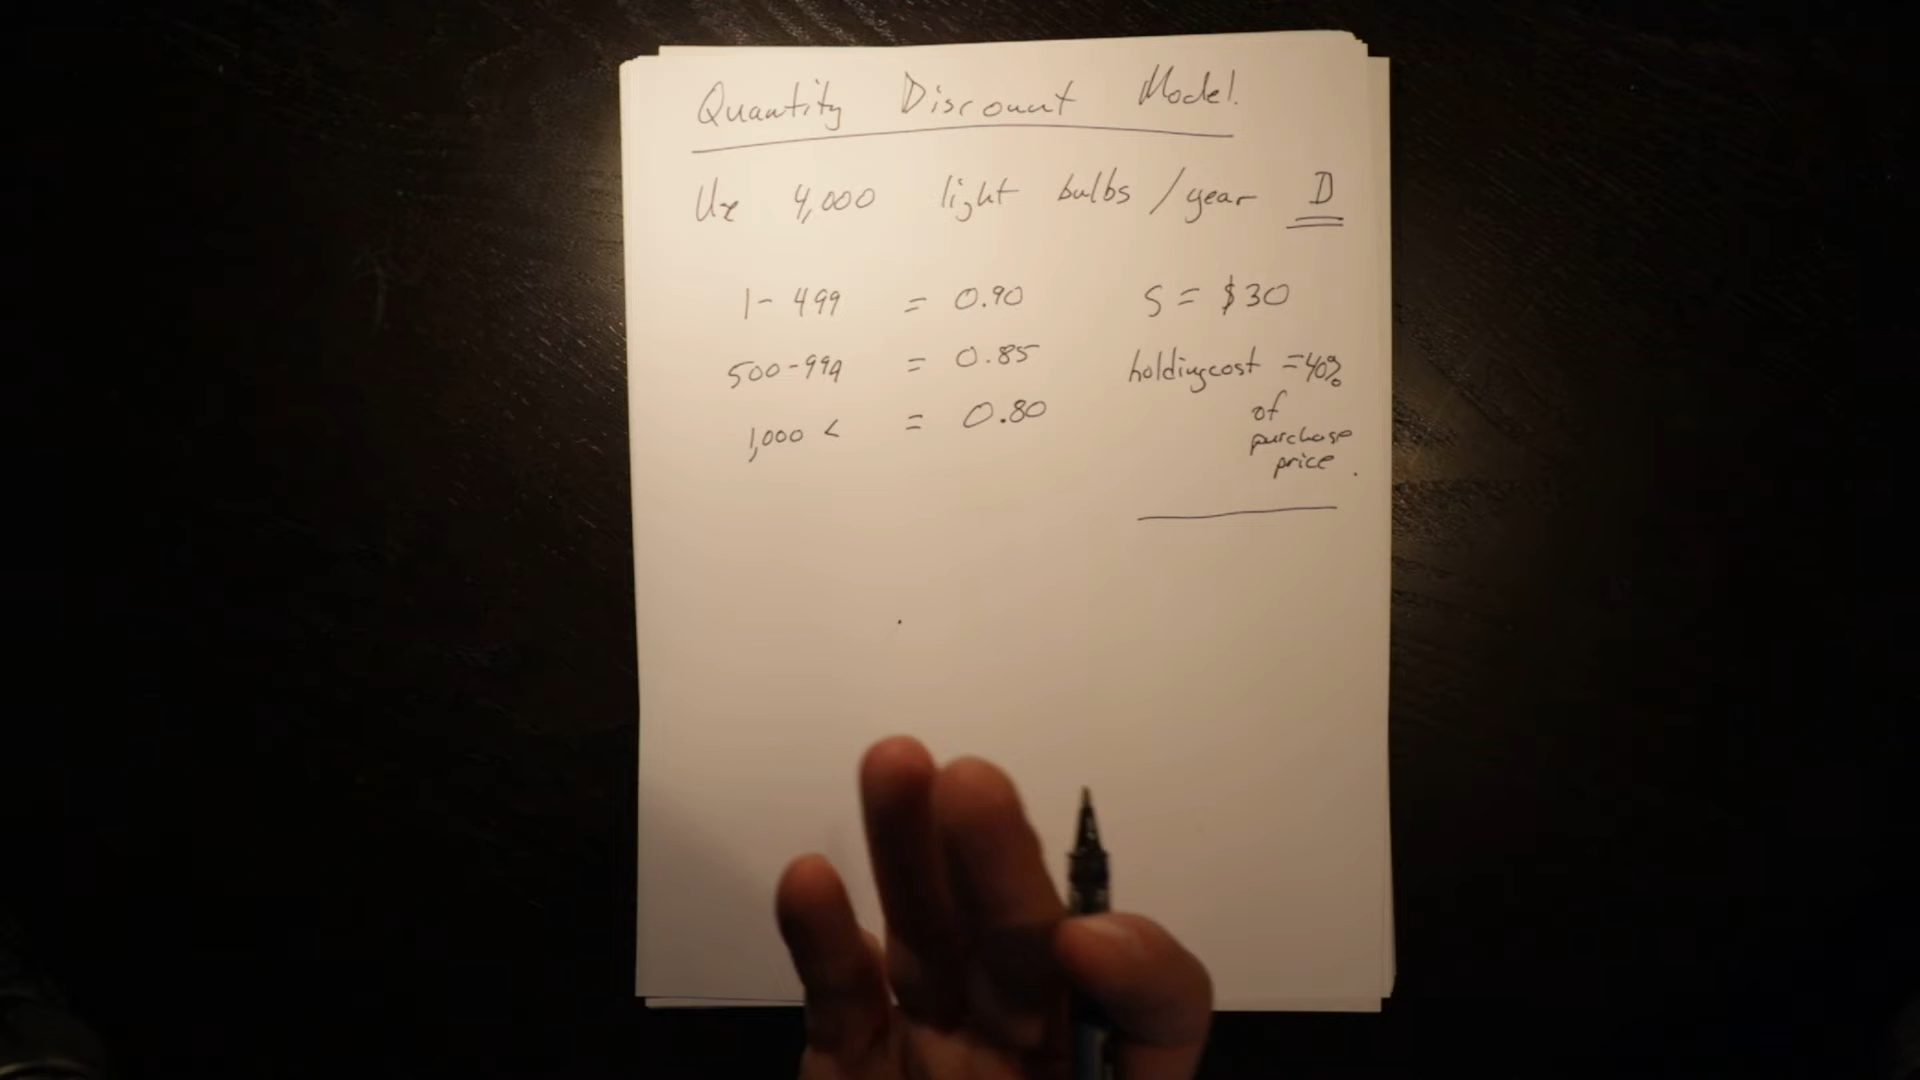 Quantity Discount Model.
Use 4,000 light bulbs / year D
1 - 499 = 0.90
500 - 999 = 0.85
1,000 < = 0.80
S = $30
holding cost = 40%
of
purchase
price.